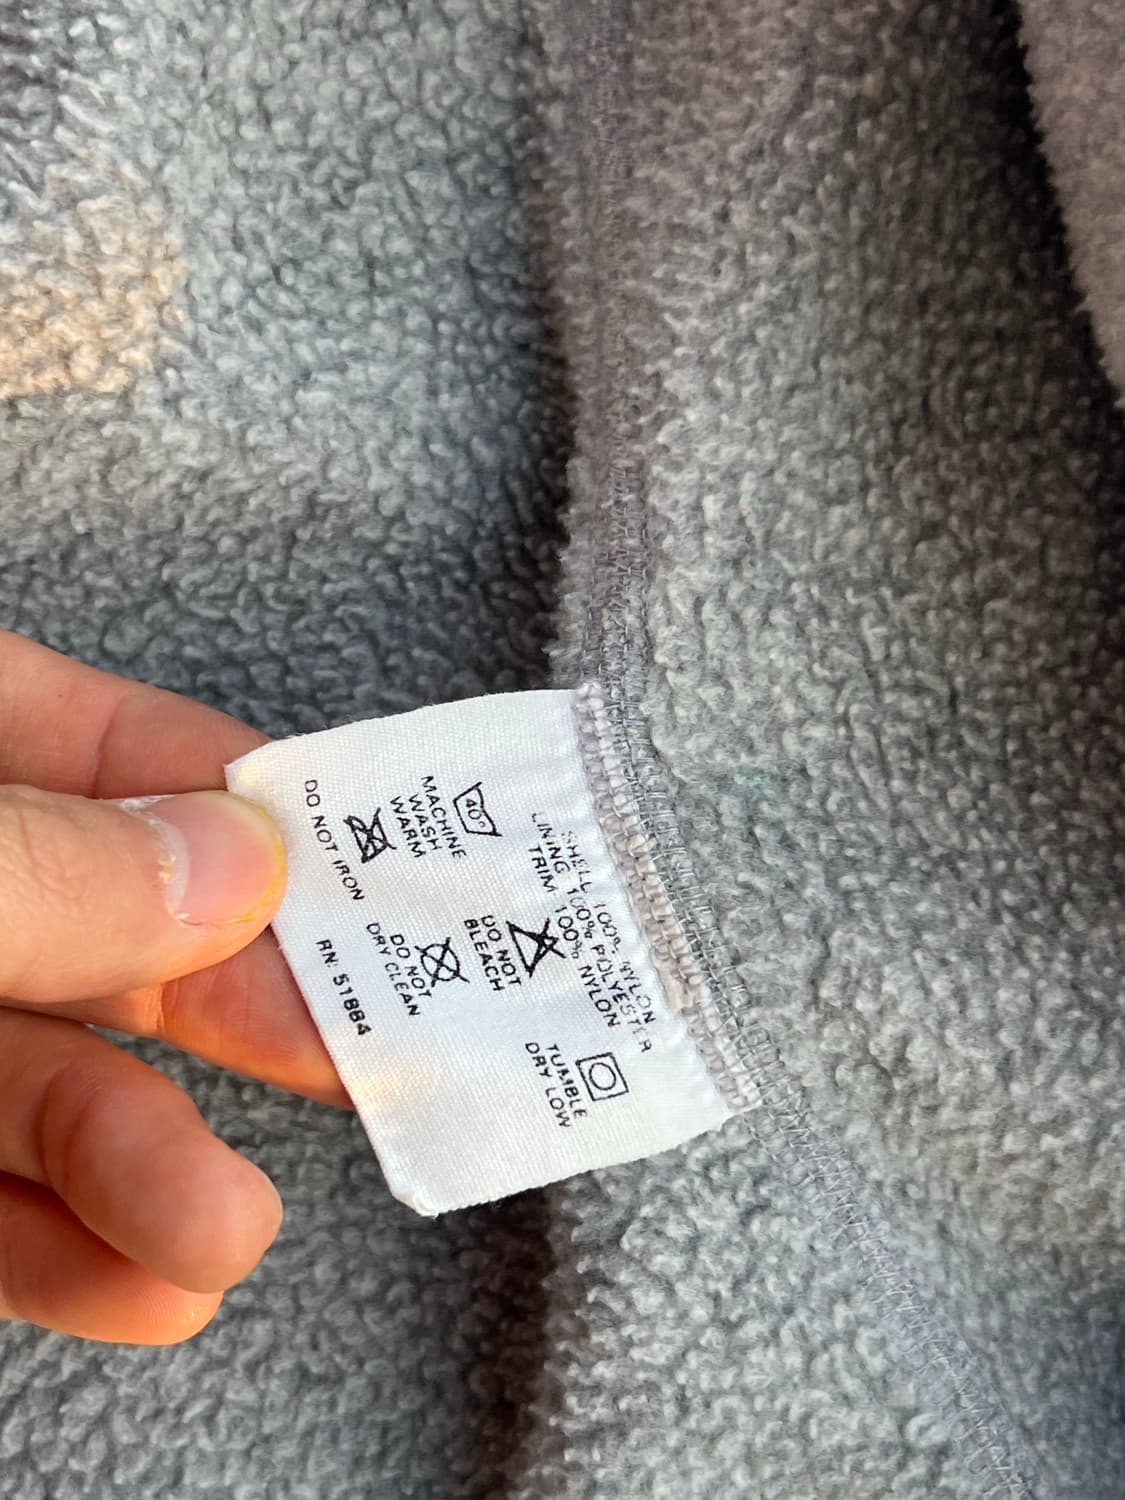 SHELL 100% NYLON
LINING 100% POLYESTER
TRIM 100% NYLON
40°
MACHINE
WASH
WARM
DO NOT
BLEACH
TUMBLE
DRY LOW
DO NOT IRON
DO NOT
DRY CLEAN
RN: 51884